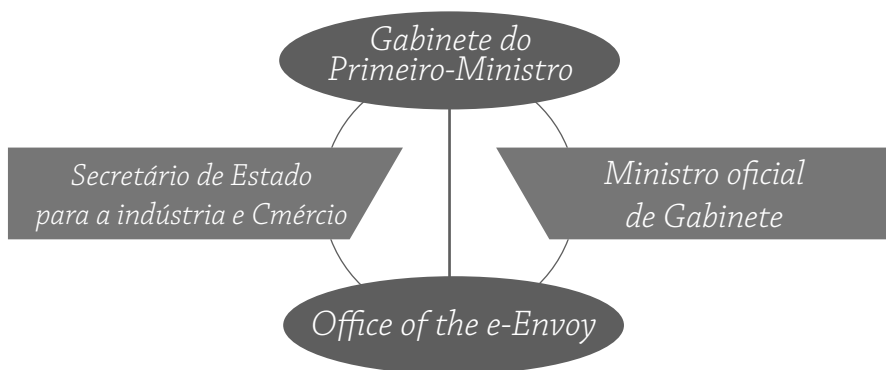 Gabinete do
Primeiro-Ministro
Secretário de Estado
para a indústria e Cmércio
Ministro oficial
de Gabinete
Office of the e-Envoy